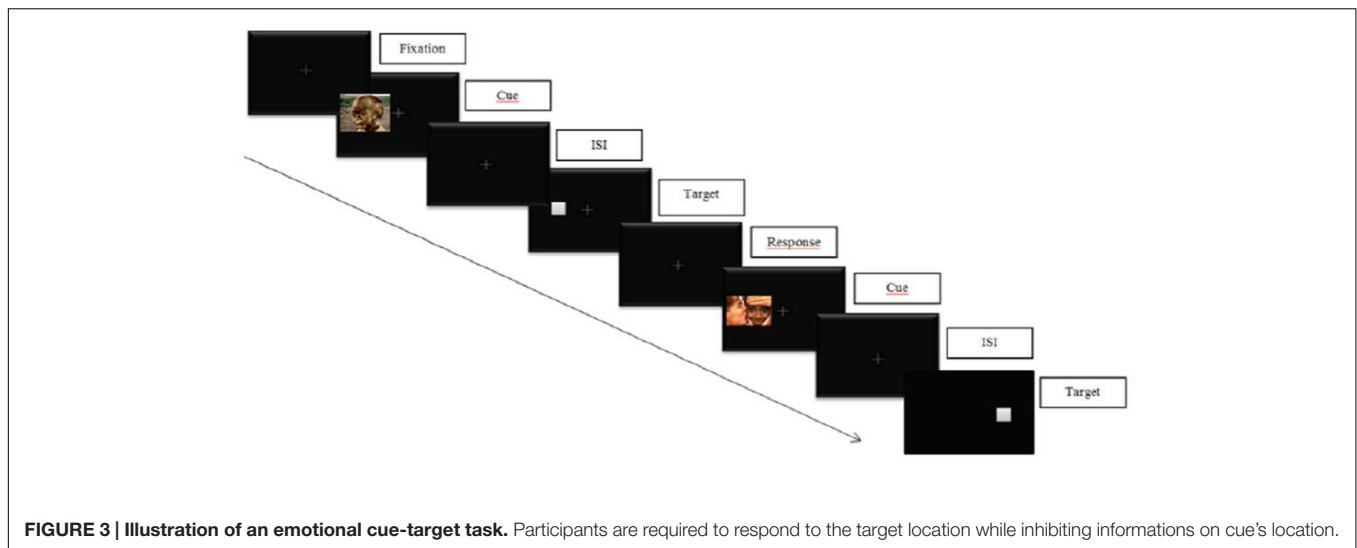 Fixation
Cue
ISI
Target
Response
Cue
ISI
Target
FIGURE 3 | Illustration of an emotional cue-target task. Participants are required to respond to the target location while inhibiting informations on cue's location.